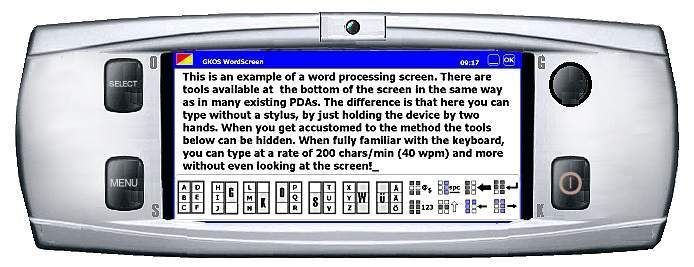 O
G
SELECT
GKOS WordScreen 09:17 OK
This is an example of a word processing screen. There are
tools available at the bottom of the screen in the same way
as in many existing PDAs. The difference is that here you can
type without a stylus, by just holding the device by two
hands. When you get accustomed to the method the tools
below can be hidden. When fully familiar with the keyboard,
you can type at a rate of 200 chars/min (40 wpm) and more
without even looking at the screen!_
MENU
A D H G L K O P S T X W Ü Å spc
B E I M Q U Y Ä
C F J N R V Z Ö 123
S
K